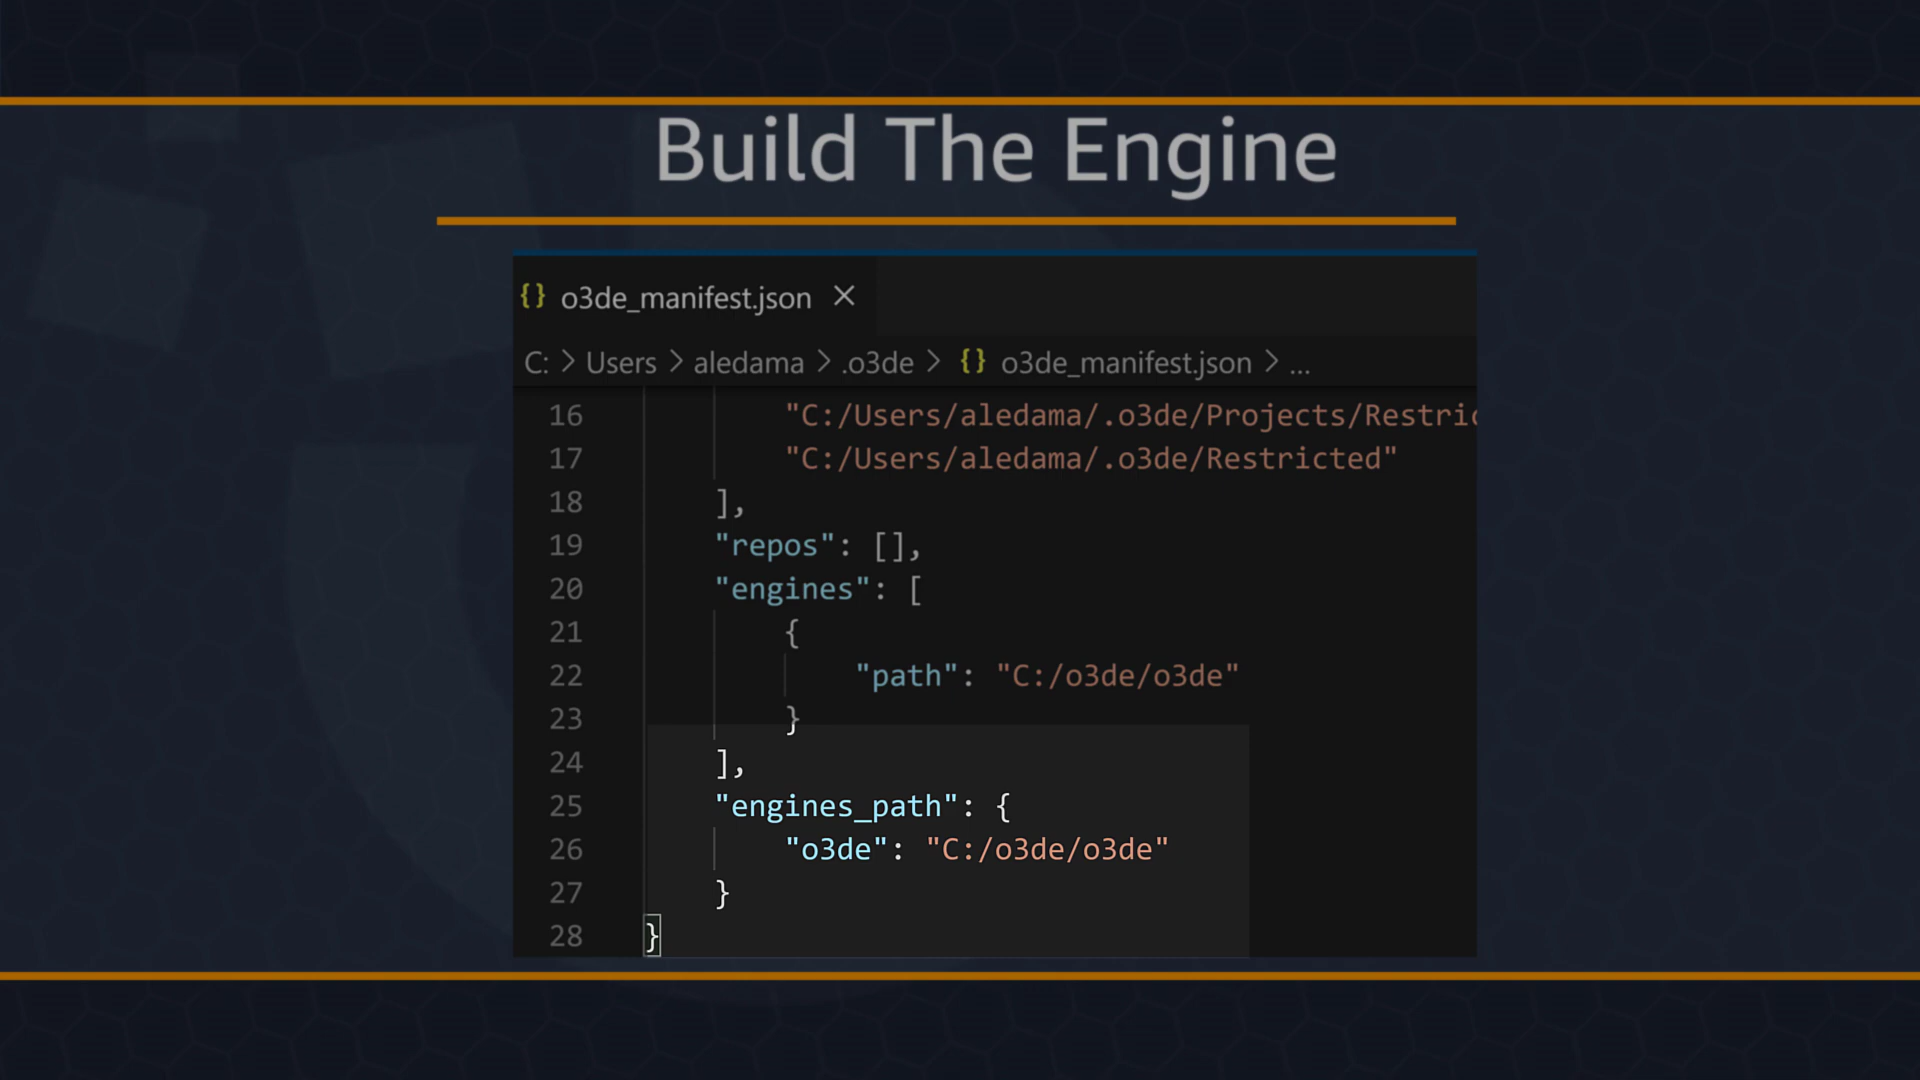 Build The Engine
{} o3de_manifest.json ×
C: > Users > aledama > .o3de > {} o3de_manifest.json > ...
16 "C:/Users/aledama/.o3de/Projects/Restric
17 "C:/Users/aledama/.o3de/Restricted"
18 ],
19 "repos": [],
20 "engines": [
21 {
22 "path": "C:/o3de/o3de"
23 }
24 ],
25 "engines_path": {
26 "o3de": "C:/o3de/o3de"
27 }
28 }